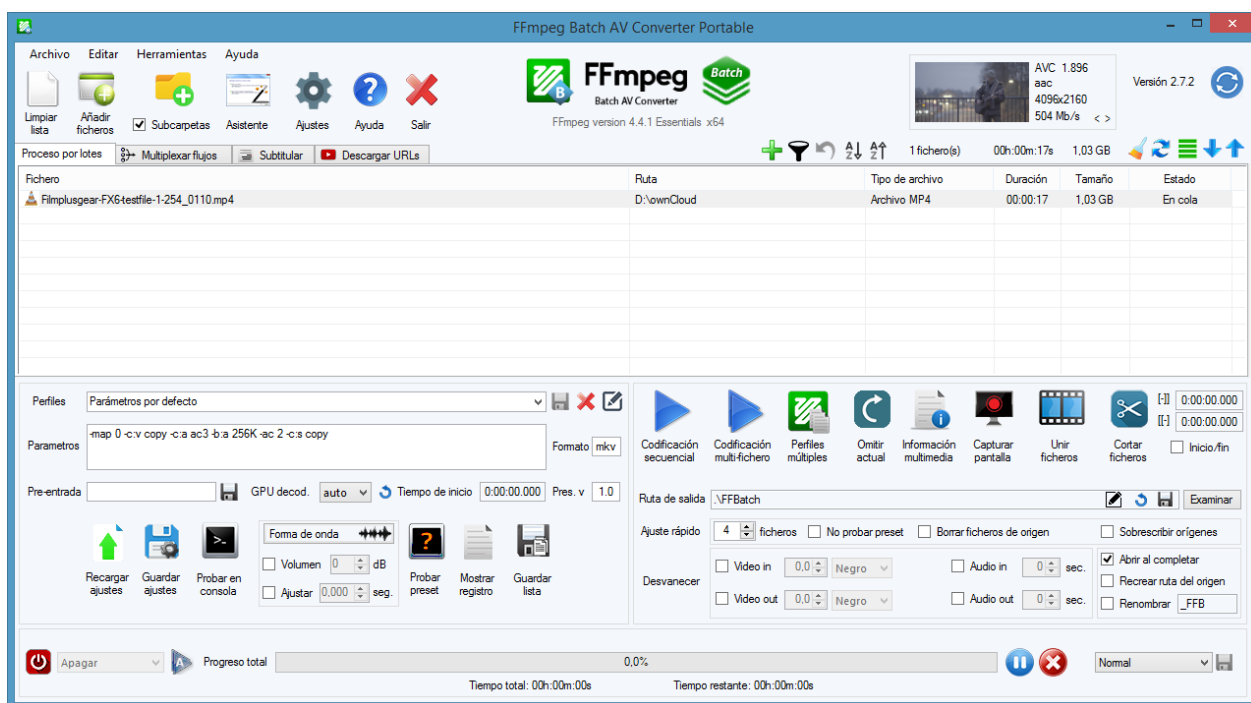 FFmpeg Batch AV Converter Portable
Archivo Editar Herramientas Ayuda
Limpiar lista
Añadir ficheros
Subcarpetas
Asistente
Ajustes
Ayuda
Salir
B
FFmpeg
Batch AV Converter
Batch
FFmpeg version 4.4.1 Essentials x64
AVC 1.896
aac
4096x2160
504 Mb/s < >
Versión 2.7.2
Proceso por lotes Multiplexar flujos Subtitular Descargar URLs
1 fichero(s) 00h:00m:17s 1,03 GB
Fichero Ruta Tipo de archivo Duración Tamaño Estado
Filmplusgear-FX6-testfile-1-254_0110.mp4 D:\ownCloud Archivo MP4 00:00:17 1,03 GB En cola
Perfiles Parámetros por defecto
Parametros -map 0 -c:v copy -c:a ac3 -b:a 256K -ac 2 -c:s copy Formato mkv
Pre-entrada GPU decod. auto Tiempo de inicio 0:00:00.000 Pres. v 1.0
Recargar ajustes
Guardar ajustes
Probar en consola
Forma de onda
Volumen 0 dB
Ajustar 0,000 seg.
Probar preset
Mostrar registro
Guardar lista
Codificación secuencial
Codificación multi-fichero
Perfiles múltiples
Omitir actual
Información multimedia
Capturar pantalla
Unir ficheros
Cortar ficheros
[-]] 0:00:00.000
[[-] 0:00:00.000
Inicio/fin
Ruta de salida .\FFBatch Examinar
Ajuste rápido 4 ficheros No probar preset Borrar ficheros de origen Sobrescribir orígenes
Desvanecer
Video in 0,0 Negro Audio in 0 sec.
Video out 0,0 Negro Audio out 0 sec.
Abrir al completar
Recrear ruta del origen
Renombrar _FFB
Apagar A Progreso total 0,0% Normal
Tiempo total: 00h:00m:00s Tiempo restante: 00h:00m:00s